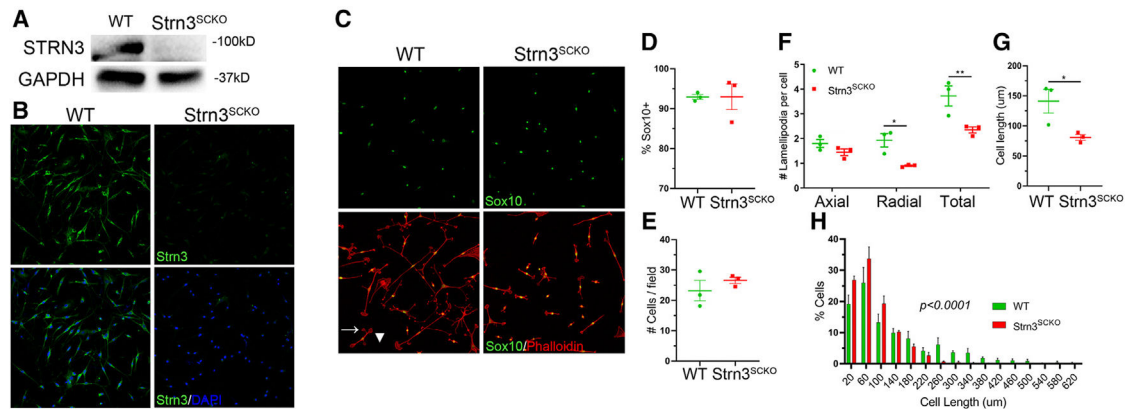 A
WT Strn3SCKO
STRN3
-100kD
GAPDH
-37kD
B
WT
Strn3SCKO
Strn3
Strn3/DAPI
C
WT
Strn3SCKO
Sox10
Sox10/Phalloidin
D
% Sox10+
100
90
80
70
WT Strn3SCKO
E
# Cells / field
40
30
20
10
0
WT Strn3SCKO
F
# Lamellipodia per cell
5
4
3
2
1
0
WT
Strn3SCKO
*
**
Axial Radial Total
G
Cell length (um)
200
150
100
50
0
*
WT Strn3SCKO
H
% Cells
40
30
20
10
0
p<0.0001
WT
Strn3SCKO
20 60 100 140 180 220 260 300 340 380 420 460 500 540 580 620
Cell Length (um)